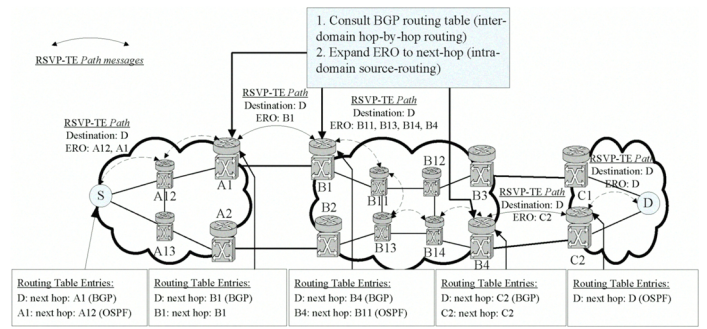 1. Consult BGP routing table (inter-
domain hop-by-hop routing)
2. Expand ERO to next-hop (intra-
domain source-routing)
RSVP-TE Path messages
RSVP-TE Path
Destination: D
ERO: A12, A1
RSVP-TE Path
Destination: D
ERO: B1
RSVP-TE Path
Destination: D
ERO: B11, B13, B14, B4
RSVP-TE Path
Destination: D
ERO: C2
RSVP-TE Path
Destination: D
ERO: D
S
A12
A13
A1
A2
B1
B2
B11
B12
B13
B14
B3
B4
C1
C2
D
Routing Table Entries:
D: next hop: A1 (BGP)
A1: next hop: A12 (OSPF)
Routing Table Entries:
D: next hop: B1 (BGP)
B1: next hop: B1
Routing Table Entries:
D: next hop: B4 (BGP)
B4: next hop: B11 (OSPF)
Routing Table Entries:
D: next hop: C2 (BGP)
C2: next hop: C2
Routing Table Entries:
D: next hop: D (OSPF)